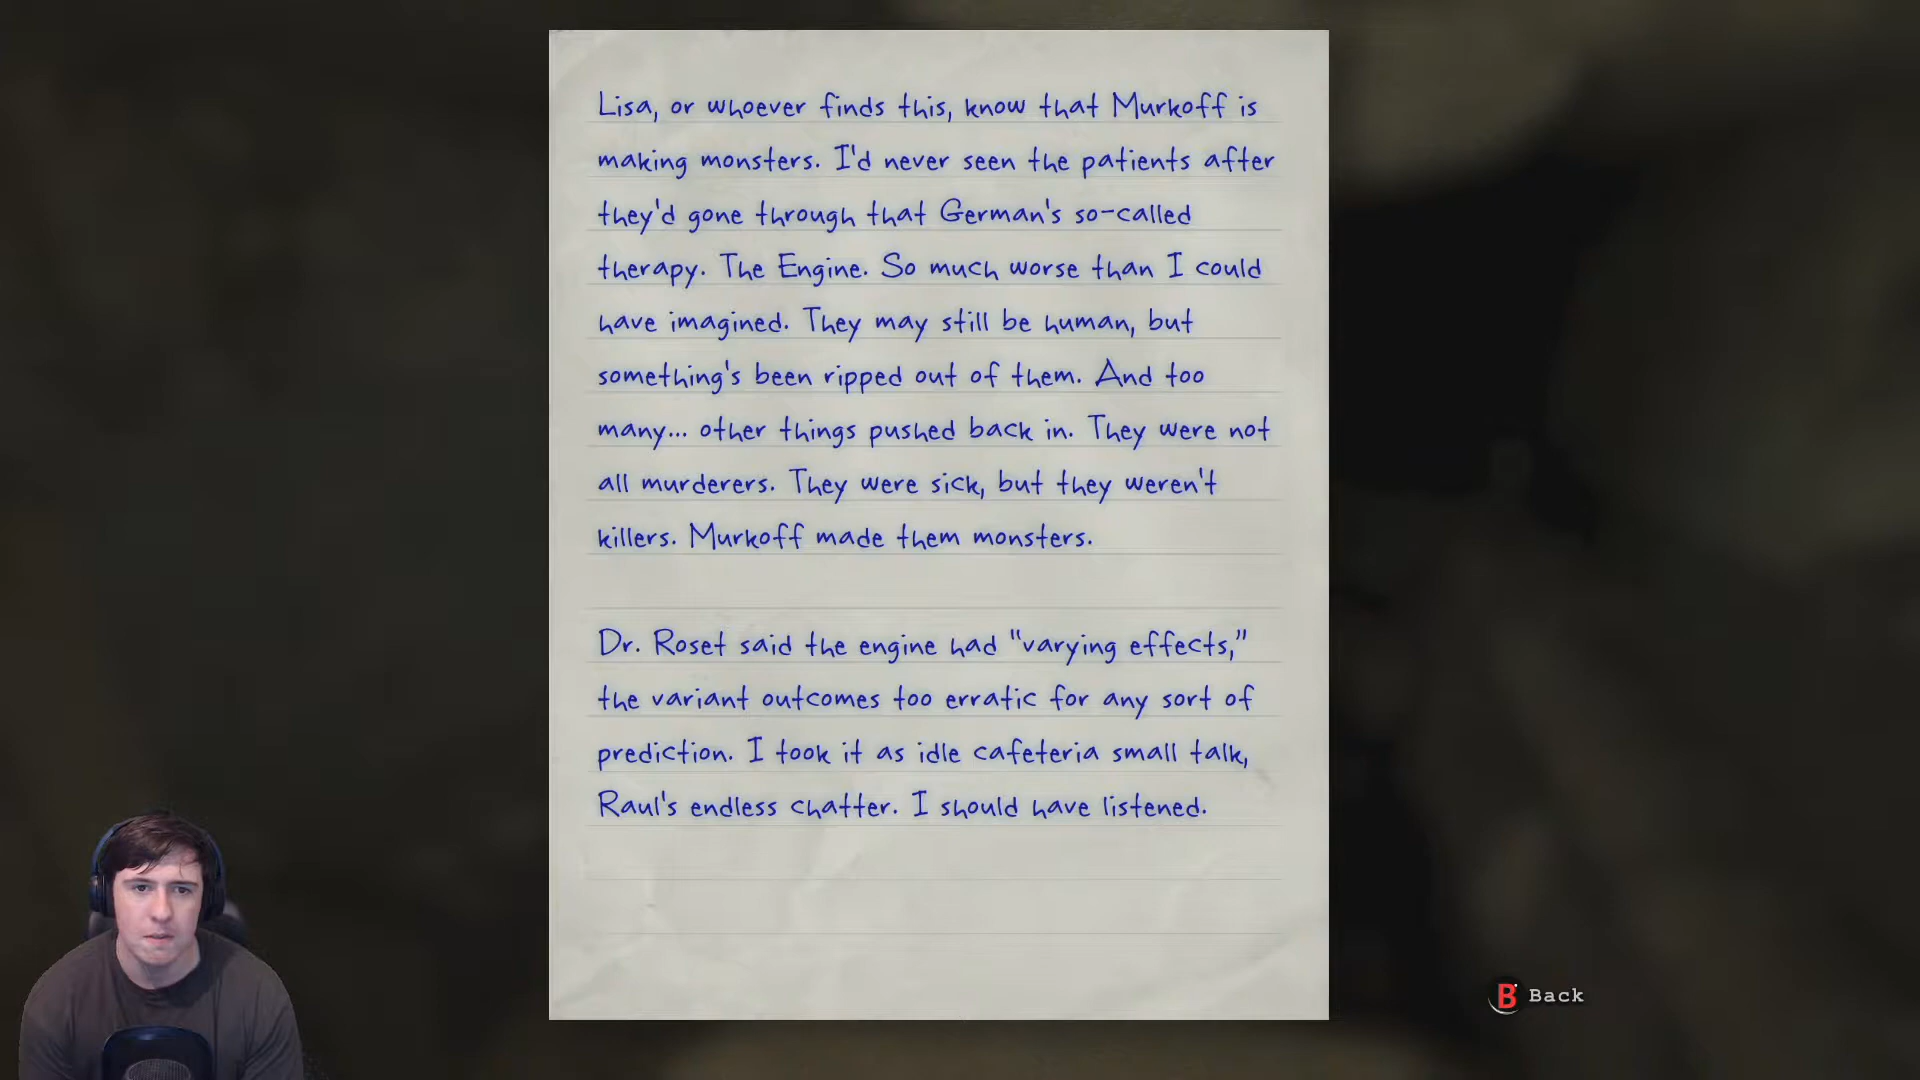 Lisa, or whoever finds this, know that Murkoff is
making monsters. I'd never seen the patients after
they'd gone through that German's so-called
therapy. The Engine. So much worse than I could
have imagined. They may still be human, but
something's been ripped out of them. And too
many... other things pushed back in. They were not
all murderers. They were sick, but they weren't
killers. Murkoff made them monsters.
Dr. Roset said the engine had "varying effects,"
the variant outcomes too erratic for any sort of
prediction. I took it as idle cafeteria small talk,
Raul's endless chatter. I should have listened.
B Back